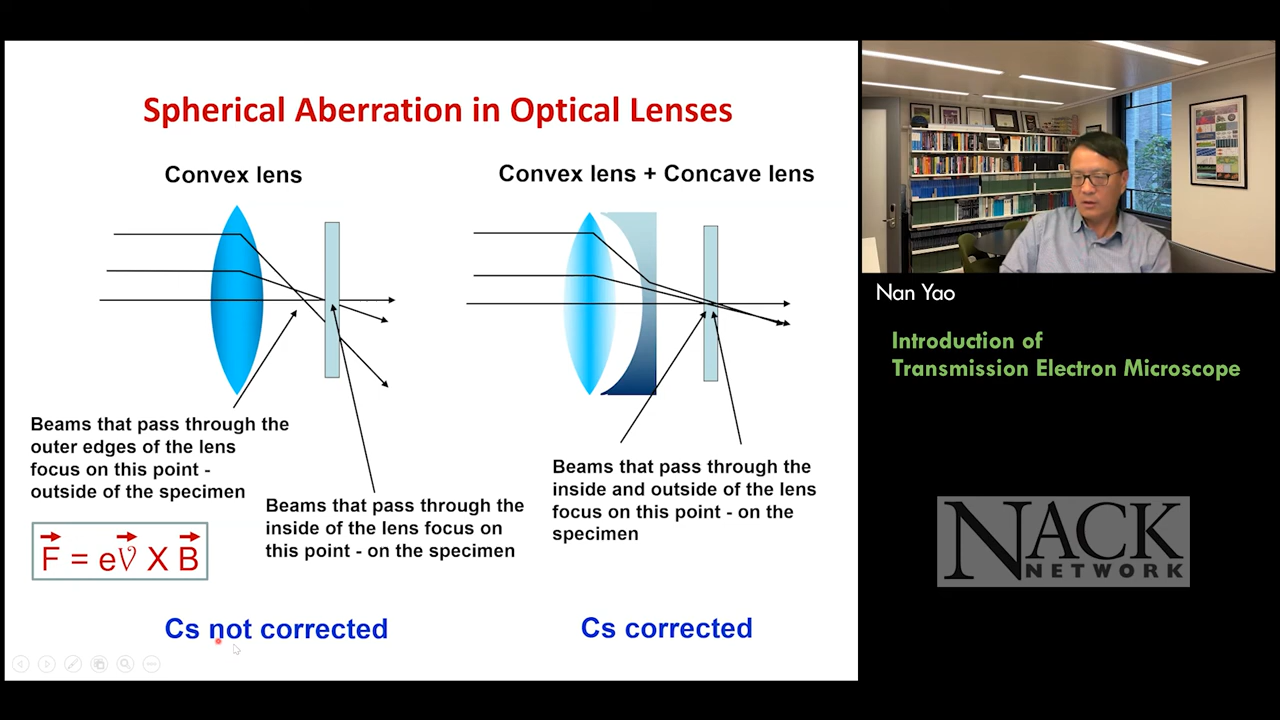 Spherical Aberration in Optical Lenses
Convex lens
Beams that pass through the
outer edges of the lens
focus on this point -
outside of the specimen
Beams that pass through the
inside of the lens focus on
this point - on the specimen
F = eV X B
Cs not corrected
Convex lens + Concave lens
Beams that pass through the
inside and outside of the lens
focus on this point - on the
specimen
Cs corrected
Nan Yao
Introduction of
Transmission Electron Microscope
NACK
NETWORK